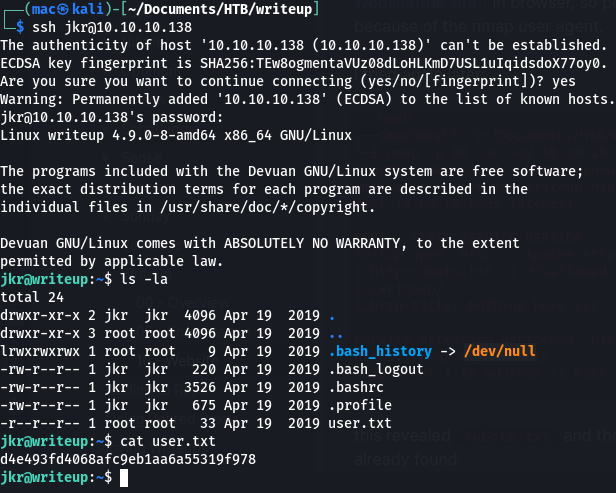 ┌──(mac㉿kali)-[~/Documents/HTB/writeup]
└─$ ssh jkr@10.10.10.138
The authenticity of host '10.10.10.138 (10.10.10.138)' can't be established.
ECDSA key fingerprint is SHA256:TEw8ogmentaVUz08dLoHLKmD7USL1uIqidsdoX77oy0.
Are you sure you want to continue connecting (yes/no/[fingerprint])? yes
Warning: Permanently added '10.10.10.138' (ECDSA) to the list of known hosts.
jkr@10.10.10.138's password:
Linux writeup 4.9.0-8-amd64 x86_64 GNU/Linux

The programs included with the Devuan GNU/Linux system are free software;
the exact distribution terms for each program are described in the
individual files in /usr/share/doc/*/copyright.

Devuan GNU/Linux comes with ABSOLUTELY NO WARRANTY, to the extent
permitted by applicable law.
jkr@writeup:~$ ls -la
total 24
drwxr-xr-x 2 jkr  jkr  4096 Apr 19  2019 .
drwxr-xr-x 3 root root 4096 Apr 19  2019 ..
lrwxrwxrwx 1 root root    9 Apr 19  2019 .bash_history -> /dev/null
-rw-r--r-- 1 jkr  jkr   220 Apr 19  2019 .bash_logout
-rw-r--r-- 1 jkr  jkr  3526 Apr 19  2019 .bashrc
-rw-r--r-- 1 jkr  jkr   675 Apr 19  2019 .profile
-r--r--r-- 1 root root   33 Apr 19  2019 user.txt
jkr@writeup:~$ cat user.txt
d4e493fd4068afc9eb1aa6a55319f978
jkr@writeup:~$